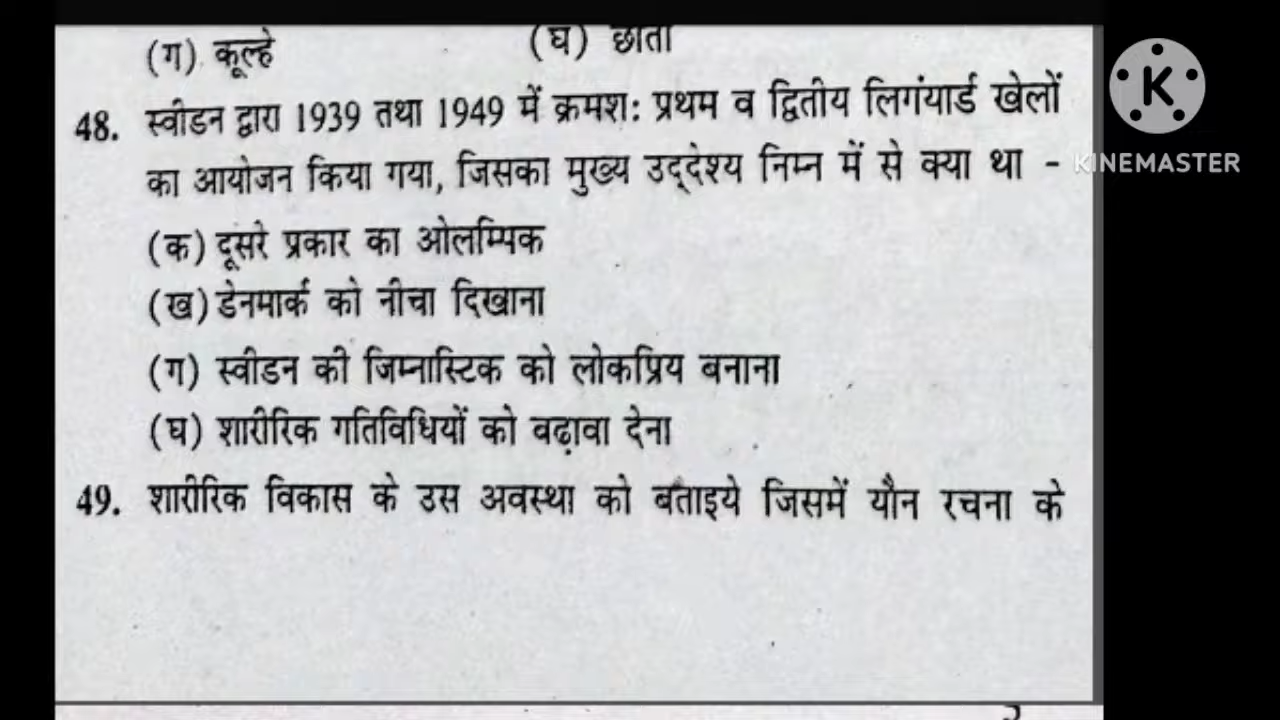 (ग) कूल्हे (घ) छाती
48. स्वीडन द्वारा 1939 तथा 1949 में क्रमशः प्रथम व द्वितीय लिगंयार्ड खेलों
का आयोजन किया गया, जिसका मुख्य उद्देश्य निम्न में से क्या था -
(क) दूसरे प्रकार का ओलम्पिक
(ख) डेनमार्क को नीचा दिखाना
(ग) स्वीडन की जिम्नास्टिक को लोकप्रिय बनाना
(घ) शारीरिक गतिविधियों को बढ़ावा देना
49. शारीरिक विकास के उस अवस्था को बताइये जिसमें यौन रचना के
K
KINEMASTER